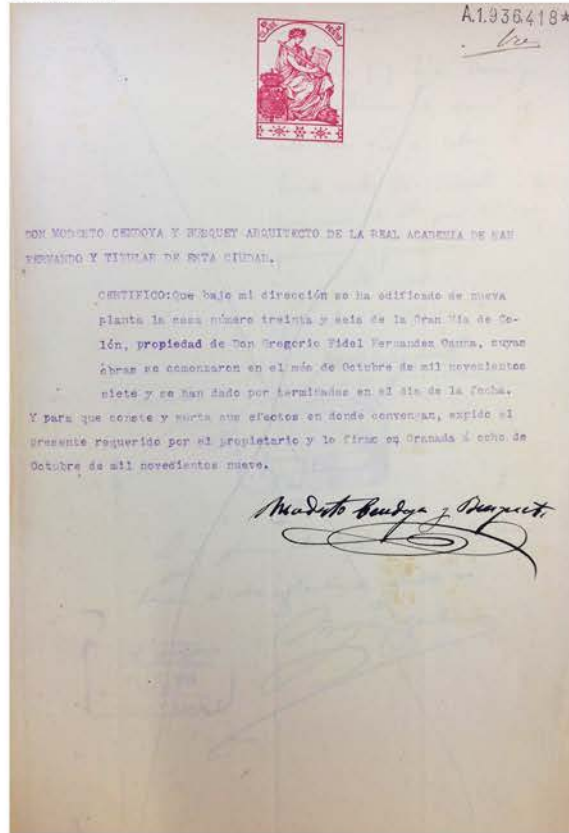 A.1.936.418*
DON MODESTO CENDOYA Y BUSQUET ARQUITECTO DE LA REAL ACADEMIA DE SAN
FERNANDO Y TITULAR DE ESTA CIUDAD.
CERTIFICO:Que bajo mi dirección se ha edificado de nueva
planta la casa número treinta y seis de la Gran Via de Co-
lón, propiedad de Don Gregorio Fidel Fernandez Osuna, cuyas
obras se comenzaron en el més de Octubre de mil novecientos
siete y se han dado por terminadas en el dia de la fecha.
Y para que conste y surta sus efectos en donde convengan, expido el
presente requerido por el propietario y lo firmo en Granada á ocho de
Octubre de mil novecientos nueve.
Modesto Cendoya y Busquet.